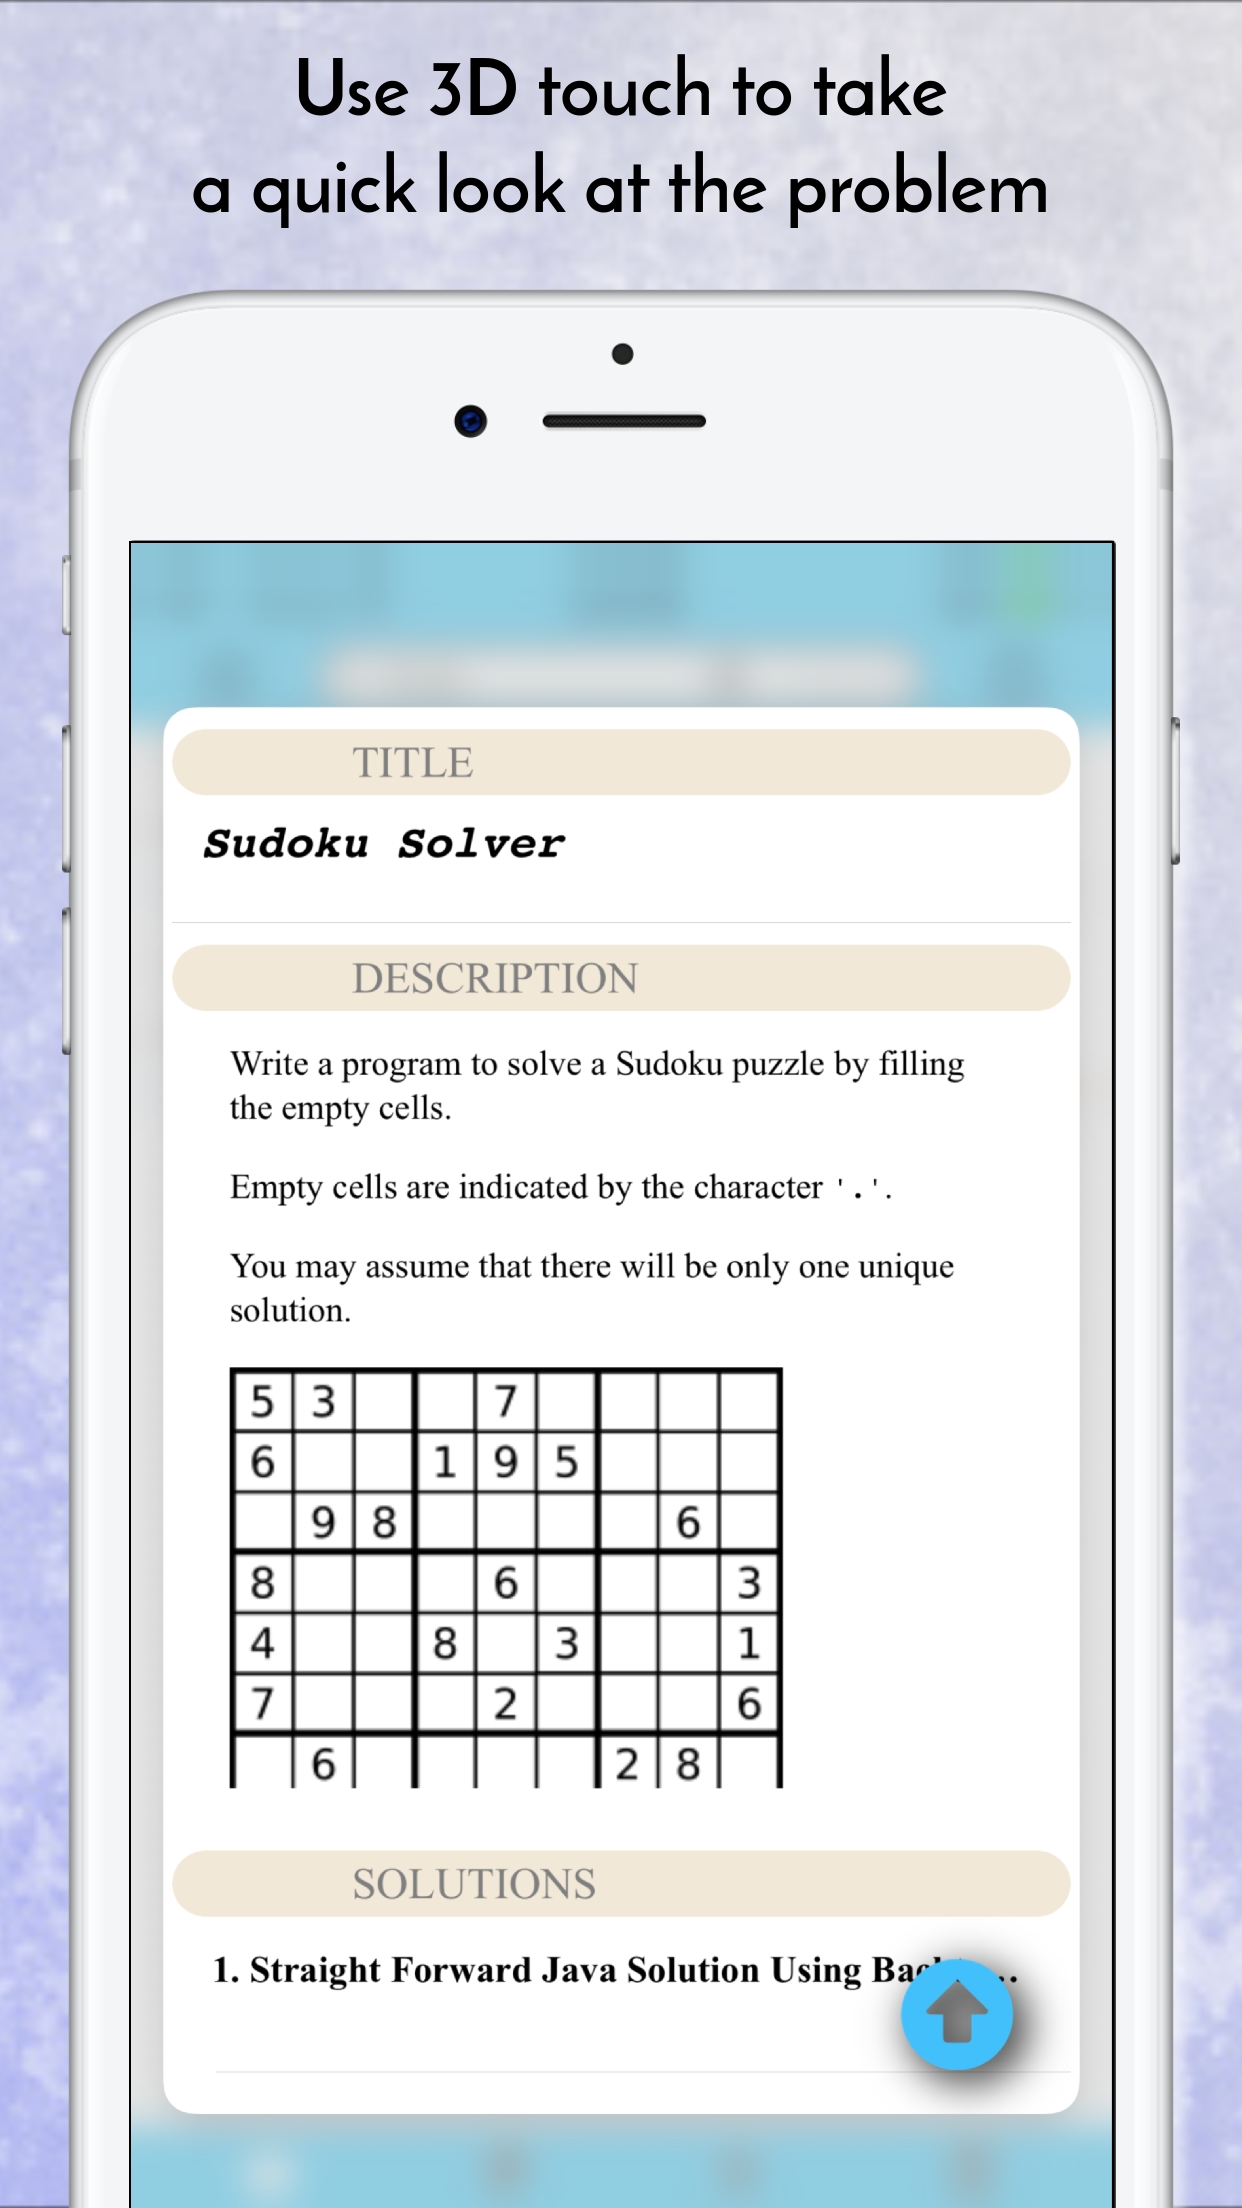 Use 3D touch to take
a quick look at the problem
TITLE
Sudoku Solver
DESCRIPTION
Write a program to solve a Sudoku puzzle by filling
the empty cells.
Empty cells are indicated by the character '.'.
You may assume that there will be only one unique
solution.
5 3 7
6 1 9 5
9 8 6
8 6 3
4 8 3 1
7 2 6
6 2 8
SOLUTIONS
1. Straight Forward Java Solution Using